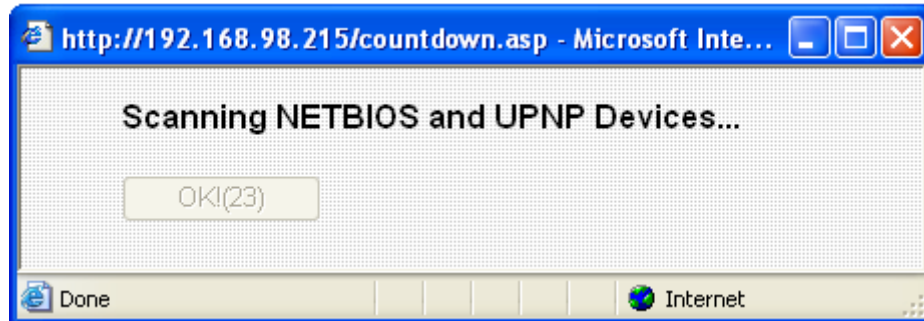 http://192.168.98.215/countdown.asp - Microsoft Inte...
Scanning NETBIOS and UPNP Devices...
OK!(23)
Done
Internet